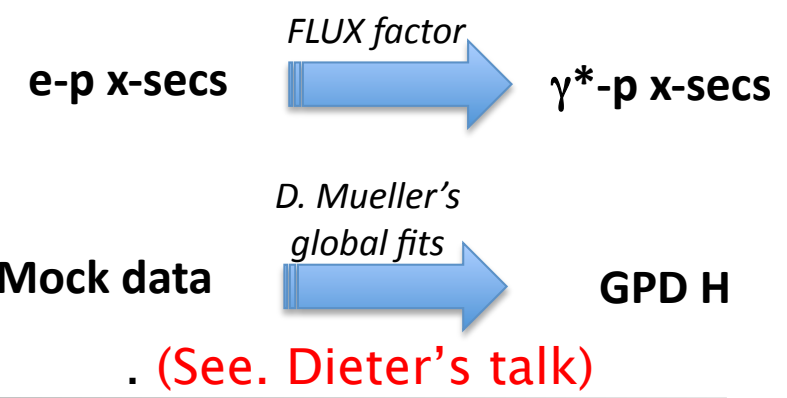 FLUX factor
e-p x-secs
γ*-p x-secs
D. Mueller’s
global fits
Mock data
GPD H
. (See. Dieter’s talk)